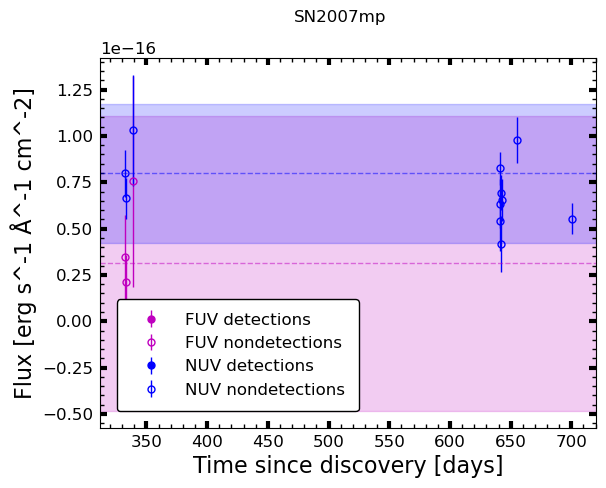 SN2007mp
1e−16
1.25
1.00
0.75
0.50
0.25
0.00
−0.25
−0.50
Flux [erg s^-1 Å^-1 cm^-2]
FUV detections
FUV nondetections
NUV detections
NUV nondetections
350 400 450 500 550 600 650 700
Time since discovery [days]